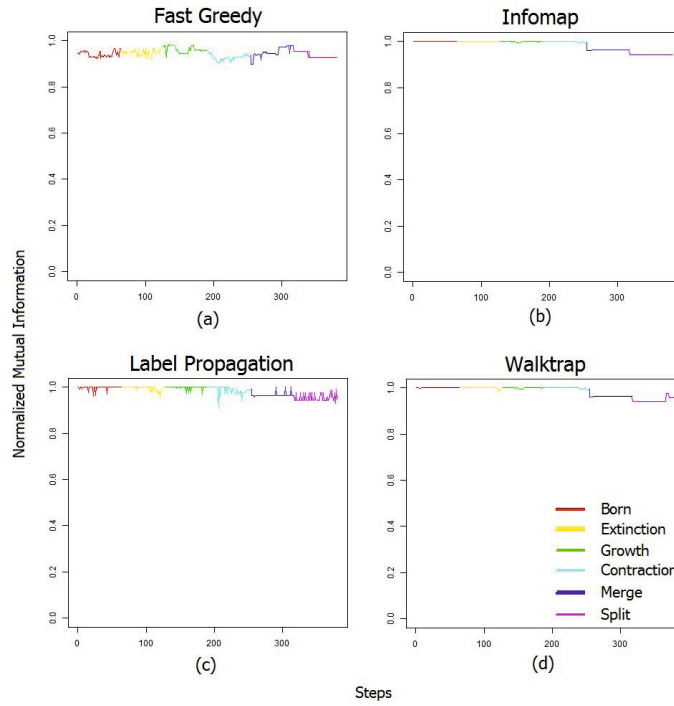 Fast Greedy
Infomap
1.0
0.8
0.6
0.4
0.2
0.0
0 100 200 300
(a)
1.0
0.8
0.6
0.4
0.2
0.0
0 100 200 300
(b)
Normalized Mutual Information
Label Propagation
Walktrap
1.0
0.8
0.6
0.4
0.2
0.0
0 100 200 300
(c)
1.0
0.8
0.6
0.4
0.2
0.0
Born
Extinction
Growth
Contraction
Merge
Split
0 100 200 300
(d)
Steps